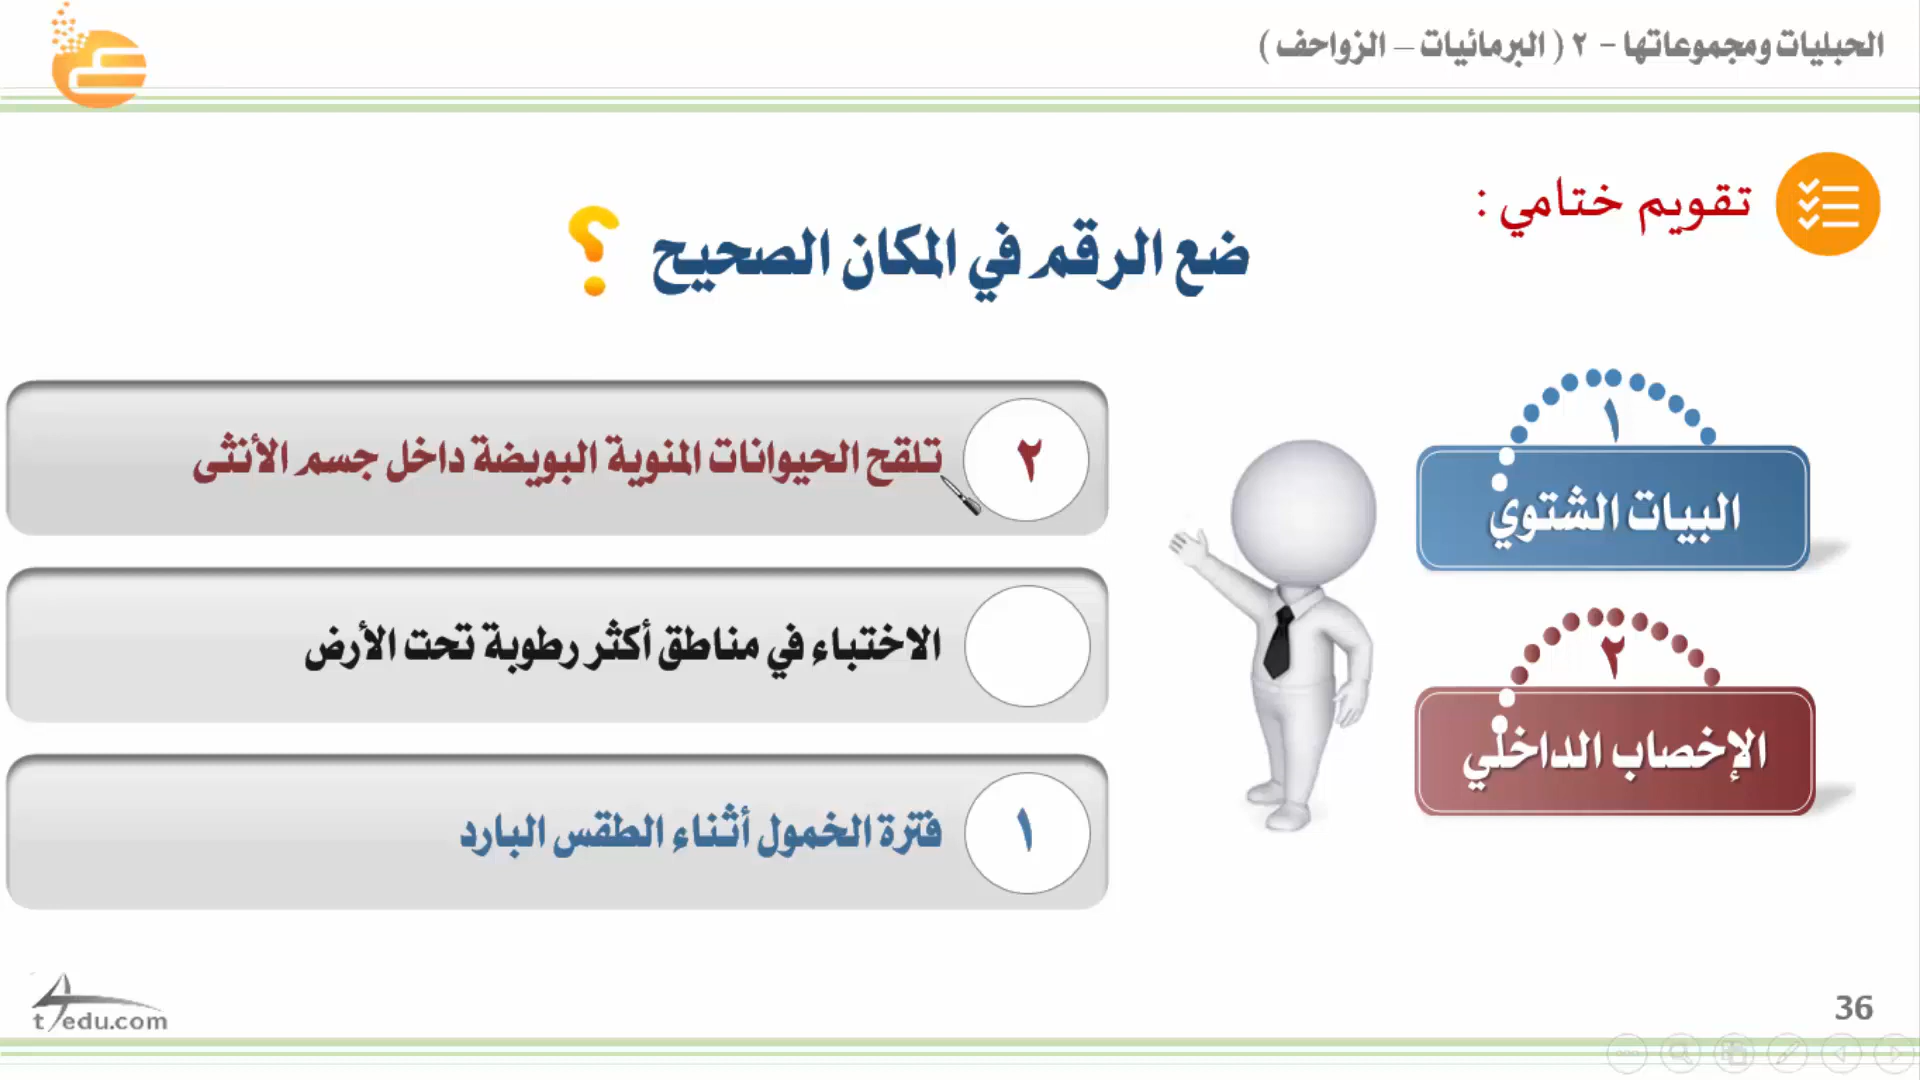 الحبليات ومجموعاتها - ٢ ( البرمائيات – الزواحف )
تقويم ختامي :
ضع الرقم في المكان الصحيح ؟
١
البيات الشتوي
٢
الإخصاب الداخلي
٢ تلقح الحيوانات المنوية البويضة داخل جسم الأنثى
الاختباء في مناطق أكثر رطوبة تحت الأرض
١ فترة الخمول أثناء الطقس البارد
t4edu.com
36